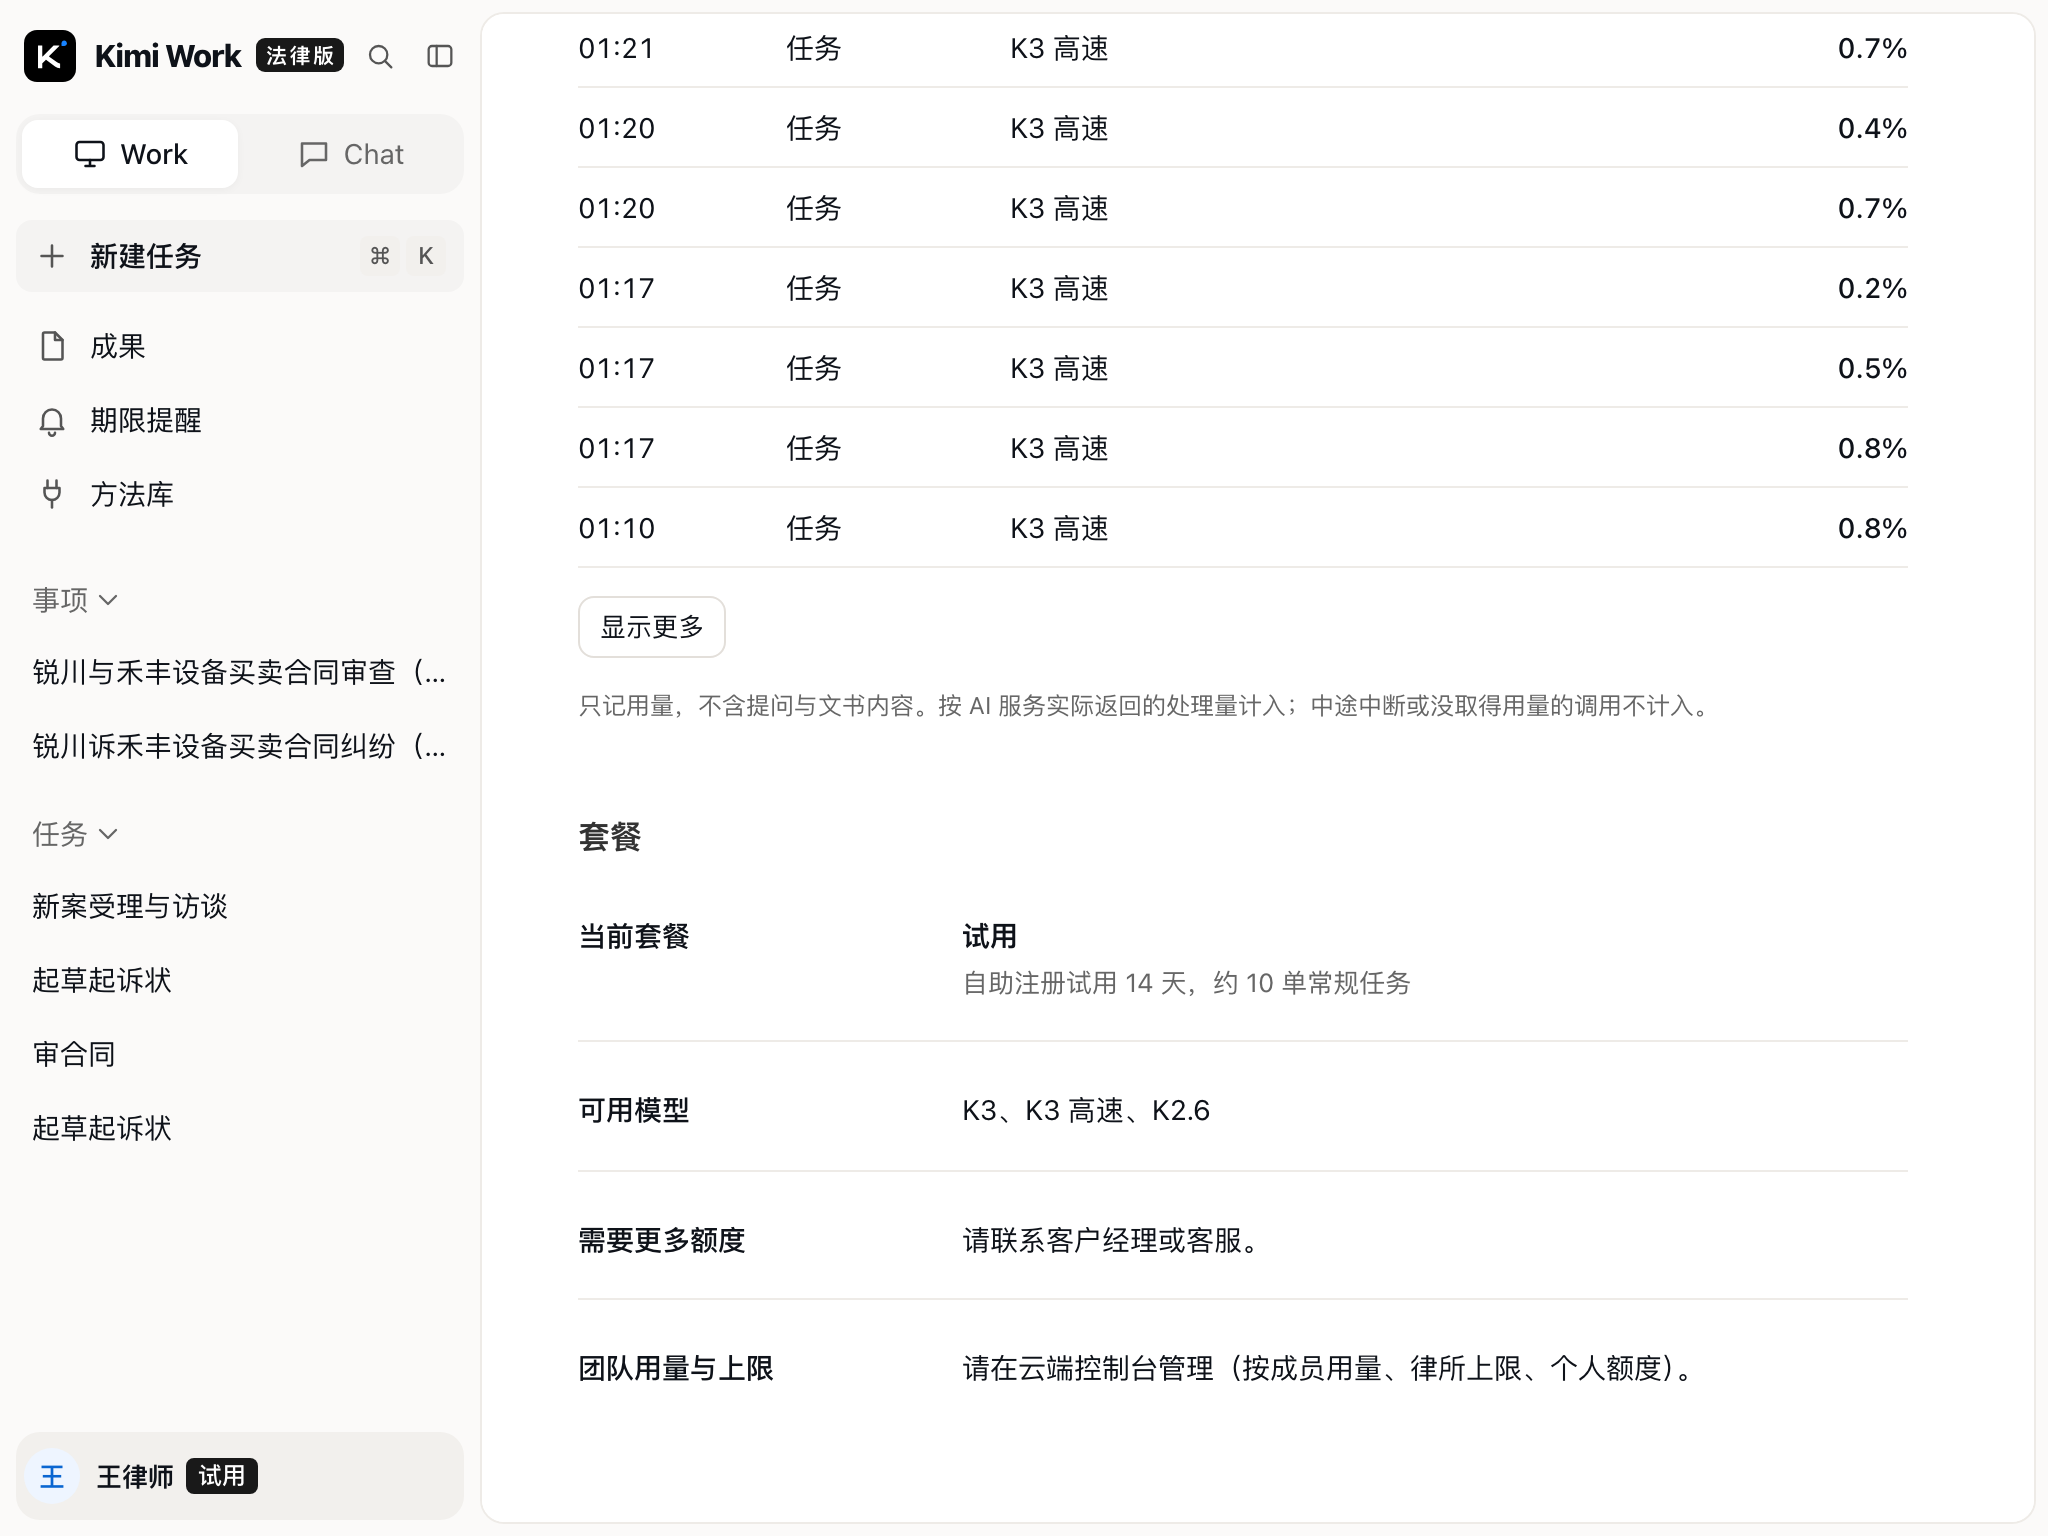 Kimi Work 法律版
Work
Chat
新建任务 ⌘ K
成果
期限提醒
方法库
事项
锐川与禾丰设备买卖合同审查（...
锐川诉禾丰设备买卖合同纠纷（...
任务
新案受理与访谈
起草起诉状
审合同
起草起诉状
王 王律师 试用
01:21 任务 K3 高速 0.7%
01:20 任务 K3 高速 0.4%
01:20 任务 K3 高速 0.7%
01:17 任务 K3 高速 0.2%
01:17 任务 K3 高速 0.5%
01:17 任务 K3 高速 0.8%
01:10 任务 K3 高速 0.8%
显示更多
只记用量，不含提问与文书内容。按 AI 服务实际返回的处理量计入；中途中断或没取得用量的调用不计入。
套餐
当前套餐 试用
自助注册试用 14 天，约 10 单常规任务
可用模型 K3、K3 高速、K2.6
需要更多额度 请联系客户经理或客服。
团队用量与上限 请在云端控制台管理（按成员用量、律所上限、个人额度）。